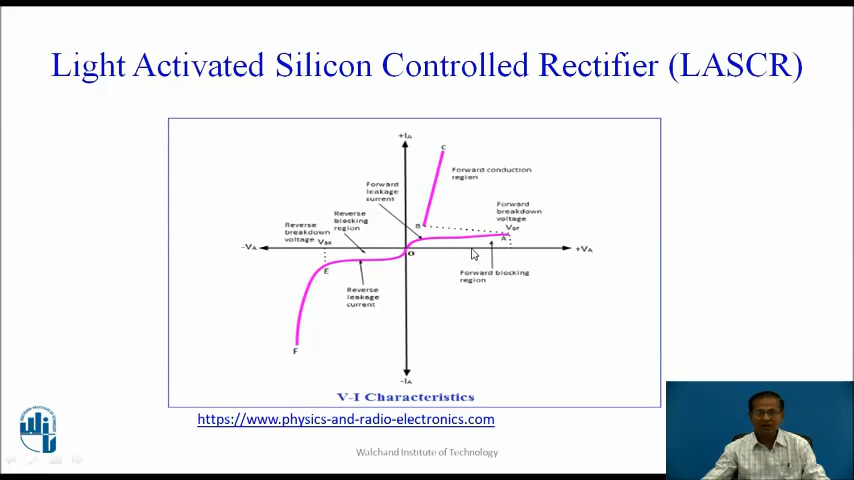 Light Activated Silicon Controlled Rectifier (LASCR)
+IA
C
Forward conduction
region
Forward
leakage
current
Forward
breakdown
voltage
VBF
Reverse
blocking
region
Reverse
breakdown
voltage
VBR
B
A
-VA
+VA
O
E
Forward blocking
region
Reverse
leakage
current
F
-IA
V-I Characteristics
https://www.physics-and-radio-electronics.com
Walchand Institute of Technology